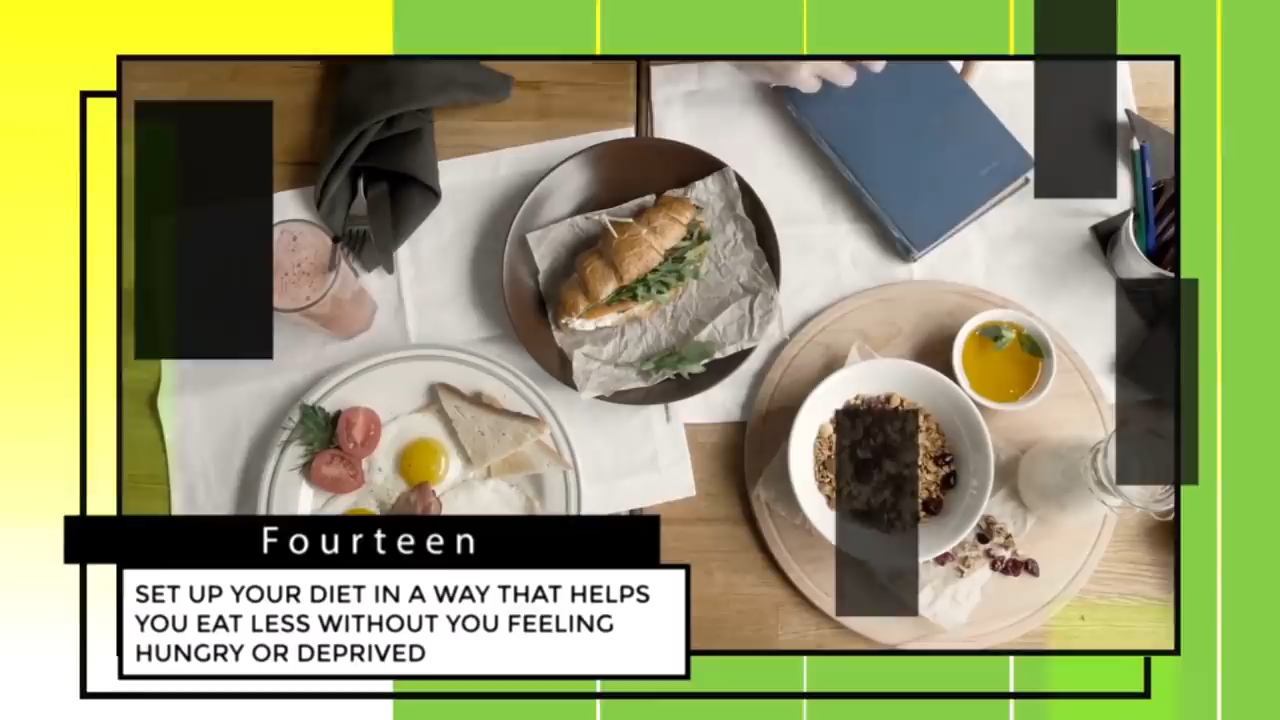 Fourteen
SET UP YOUR DIET IN A WAY THAT HELPS
YOU EAT LESS WITHOUT YOU FEELING
HUNGRY OR DEPRIVED